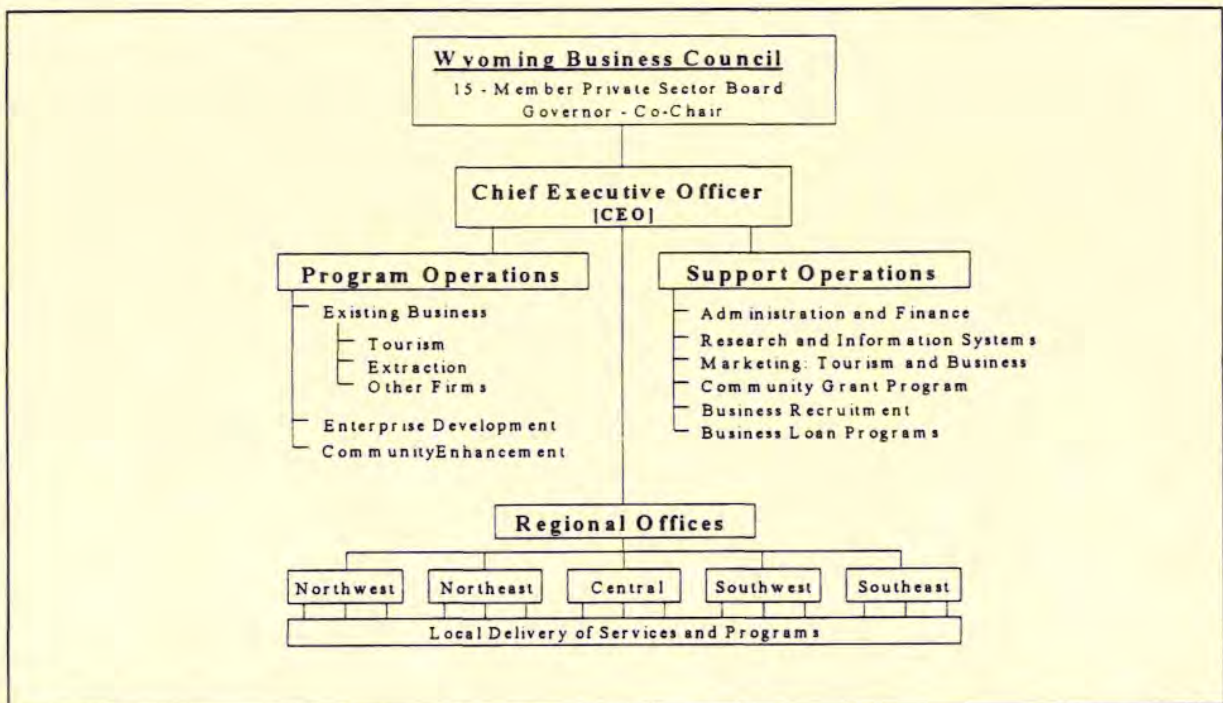 Wyoming Business Council
15 - Member Private Sector Board
Governor - Co-Chair
Chief Executive Officer
[CEO]
Program Operations
Existing Business
Tourism
Extraction
Other Firms
Enterprise Development
CommunityEnhancement
Support Operations
Administration and Finance
Research and Information Systems
Marketing: Tourism and Business
Community Grant Program
Business Recruitment
Business Loan Programs
Regional Offices
Northwest
Northeast
Central
Southwest
Southeast
Local Delivery of Services and Programs